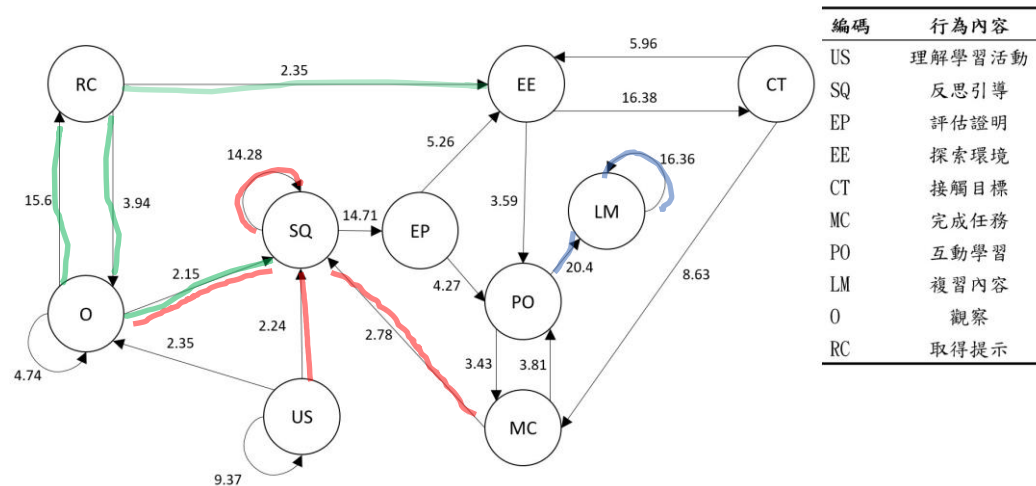 5.96
RC
2.35
EE
16.38
CT
14.28
5.26
16.36
15.6
3.94
SQ
14.71
EP
3.59
LM
2.15
4.27
20.4
8.63
O
2.24
2.78
PO
4.74
2.35
3.43
3.81
US
MC
9.37
編碼 行為內容
US 理解學習活動
SQ 反思引導
EP 評估證明
EE 探索環境
CT 接觸目標
MC 完成任務
PO 互動學習
LM 複習內容
O 觀察
RC 取得提示